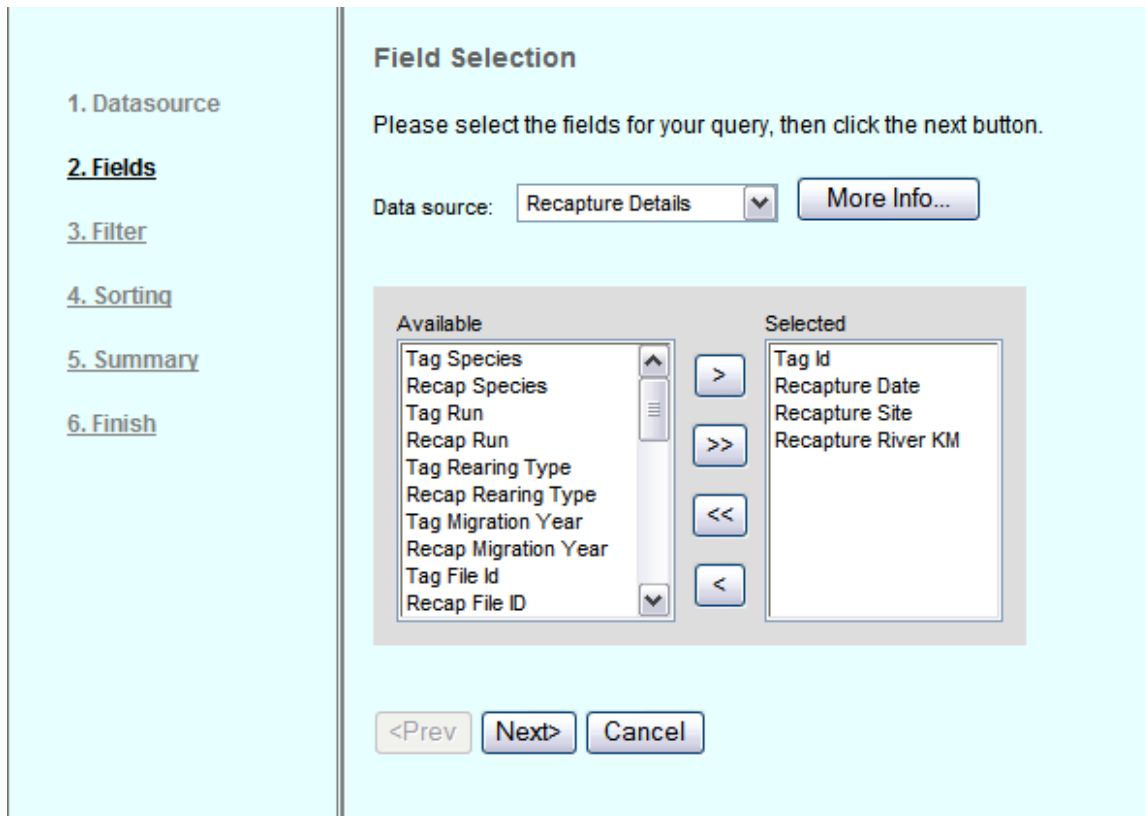 1. Datasource
2. Fields
3. Filter
4. Sorting
5. Summary
6. Finish
Field Selection
Please select the fields for your query, then click the next button.
Data source: Recapture Details More Info...
Available
Tag Species
Recap Species
Tag Run
Recap Run
Tag Rearing Type
Recap Rearing Type
Tag Migration Year
Recap Migration Year
Tag File Id
Recap File ID
>
>>
<<
<
Selected
Tag Id
Recapture Date
Recapture Site
Recapture River KM
<Prev Next> Cancel